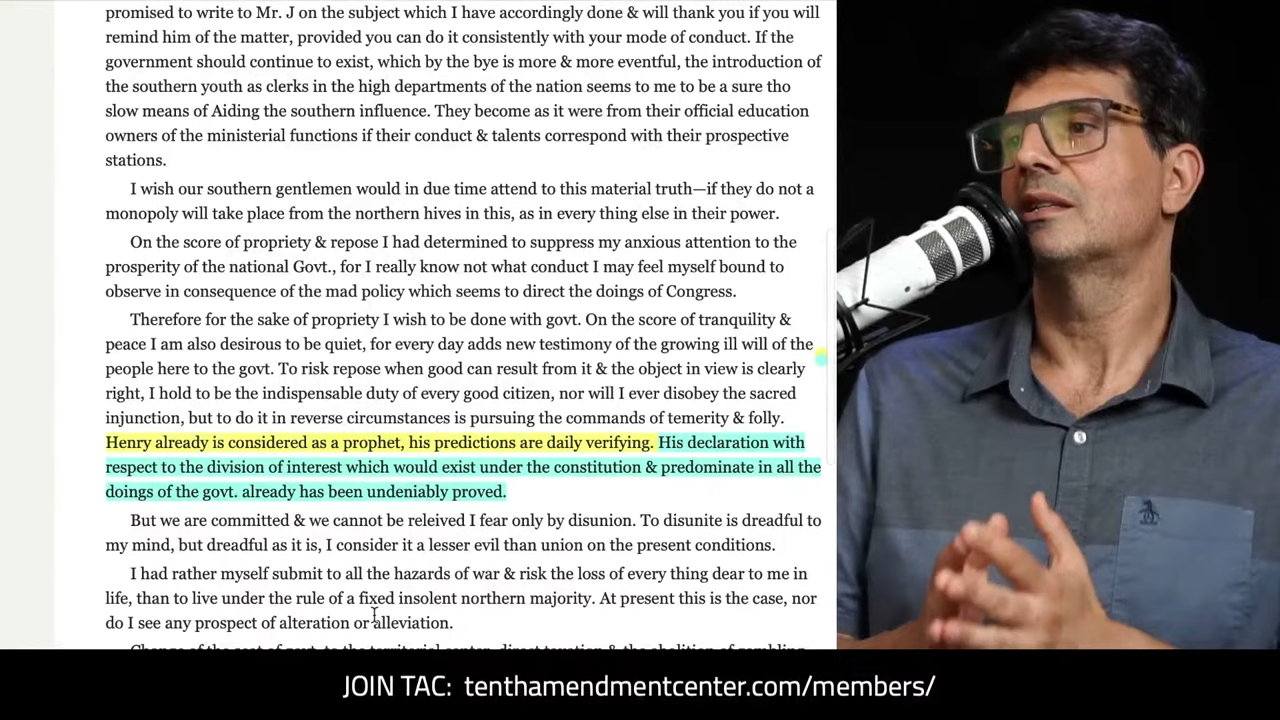 promised to write to Mr. J on the subject which I have accordingly done & will thank you if you will
remind him of the matter, provided you can do it consistently with your mode of conduct. If the
government should continue to exist, which by the bye is more & more eventful, the introduction of
the southern youth as clerks in the high departments of the nation seems to me to be a sure tho
slow means of Aiding the southern influence. They become as it were from their official education
owners of the ministerial functions if their conduct & talents correspond with their prospective
stations.
I wish our southern gentlemen would in due time attend to this material truth—if they do not a
monopoly will take place from the northern hives in this, as in every thing else in their power.
On the score of propriety & repose I had determined to suppress my anxious attention to the
prosperity of the national Govt., for I really know not what conduct I may feel myself bound to
observe in consequence of the mad policy which seems to direct the doings of Congress.
Therefore for the sake of propriety I wish to be done with govt. On the score of tranquility &
peace I am also desirous to be quiet, for every day adds new testimony of the growing ill will of the
people here to the govt. To risk repose when good can result from it & the object in view is clearly
right, I hold to be the indispensable duty of every good citizen, nor will I ever disobey the sacred
injunction, but to do it in reverse circumstances is pursuing the commands of temerity & folly.
Henry already is considered as a prophet, his predictions are daily verifying. His declaration with
respect to the division of interest which would exist under the constitution & predominate in all the
doings of the govt. already has been undeniably proved.
But we are committed & we cannot be releived I fear only by disunion. To disunite is dreadful to
my mind, but dreadful as it is, I consider it a lesser evil than union on the present conditions.
I had rather myself submit to all the hazards of war & risk the loss of every thing dear to me in
life, than to live under the rule of a fixed insolent northern majority. At present this is the case, nor
do I see any prospect of alteration or alleviation.
Change of the seat of govt. to the territorial center, direct taxation & the abolition of gambling
JOIN TAC: tenthamendmentcenter.com/members/